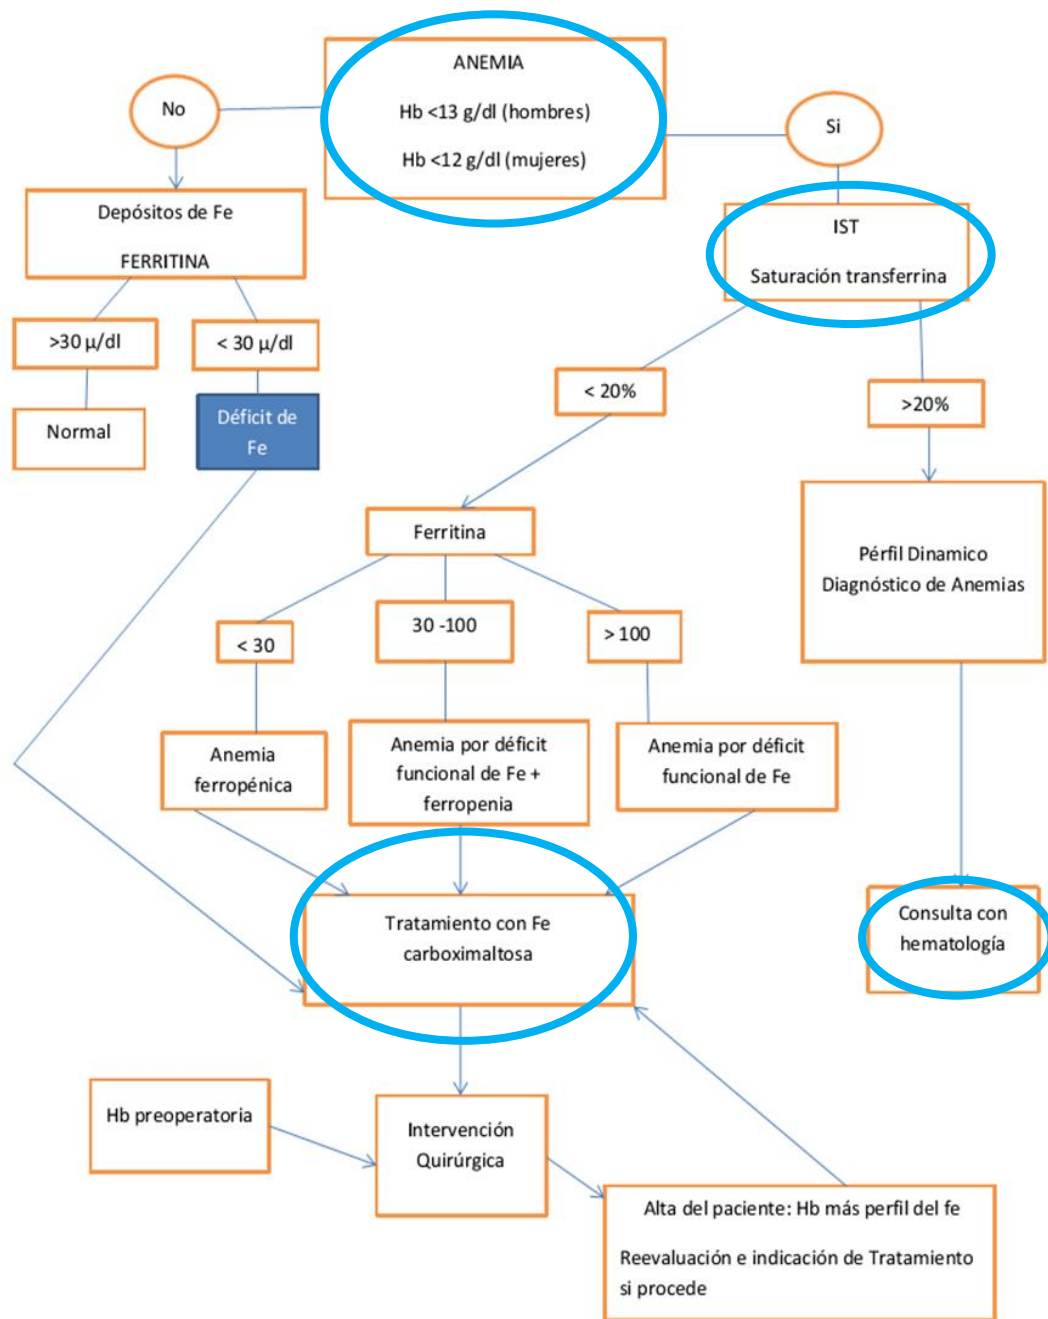 ANEMIA
Hb <13 g/dl (hombres)
Hb <12 g/dl (mujeres)
No
Si
Depósitos de Fe
FERRITINA
IST
Saturación transferrina
>30 µ/dl
< 30 µ/dl
< 20%
>20%
Normal
Déficit de
Fe
Ferritina
Pérfil Dinamico
Diagnóstico de Anemias
< 30
30 -100
> 100
Anemia
ferropénica
Anemia por déficit
funcional de Fe +
ferropenia
Anemia por déficit
funcional de Fe
Tratamiento con Fe
carboximaltosa
Consulta con
hematología
Hb preoperatoria
Intervención
Quirúrgica
Alta del paciente: Hb más perfil del fe
Reevaluación e indicación de Tratamiento
si procede